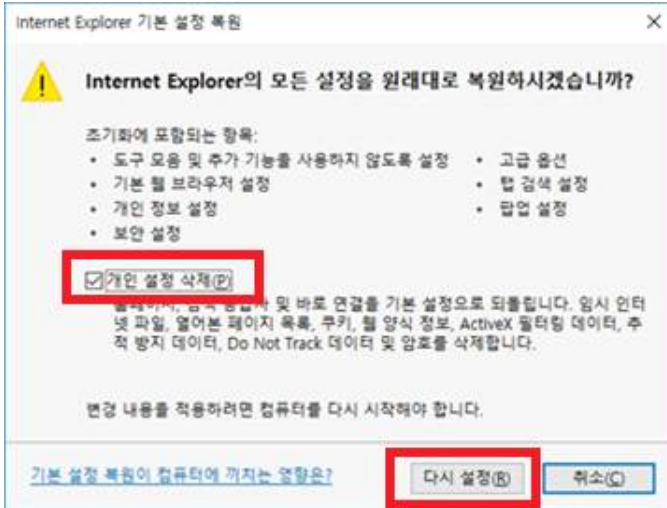 Internet Explorer 기본 설정 복원
Internet Explorer의 모든 설정을 원래대로 복원하시겠습니까?
초기화에 포함되는 항목:
• 도구 모음 및 추가 기능을 사용하지 않도록 설정 • 고급 옵션
• 기본 웹 브라우저 설정 • 탭 검색 설정
• 개인 정보 설정 • 팝업 설정
• 보안 설정
개인 설정 삭제(P)
홈페이지, 검색 공급자 및 바로 연결을 기본 설정으로 되돌립니다. 임시 인터
넷 파일, 열어본 페이지 목록, 쿠키, 웹 양식 정보, ActiveX 필터링 데이터, 추
적 방지 데이터, Do Not Track 데이터 및 암호를 삭제합니다.
변경 내용을 적용하려면 컴퓨터를 다시 시작해야 합니다.
기본 설정 복원이 컴퓨터에 끼치는 영향은?
다시 설정(R)
취소(C)